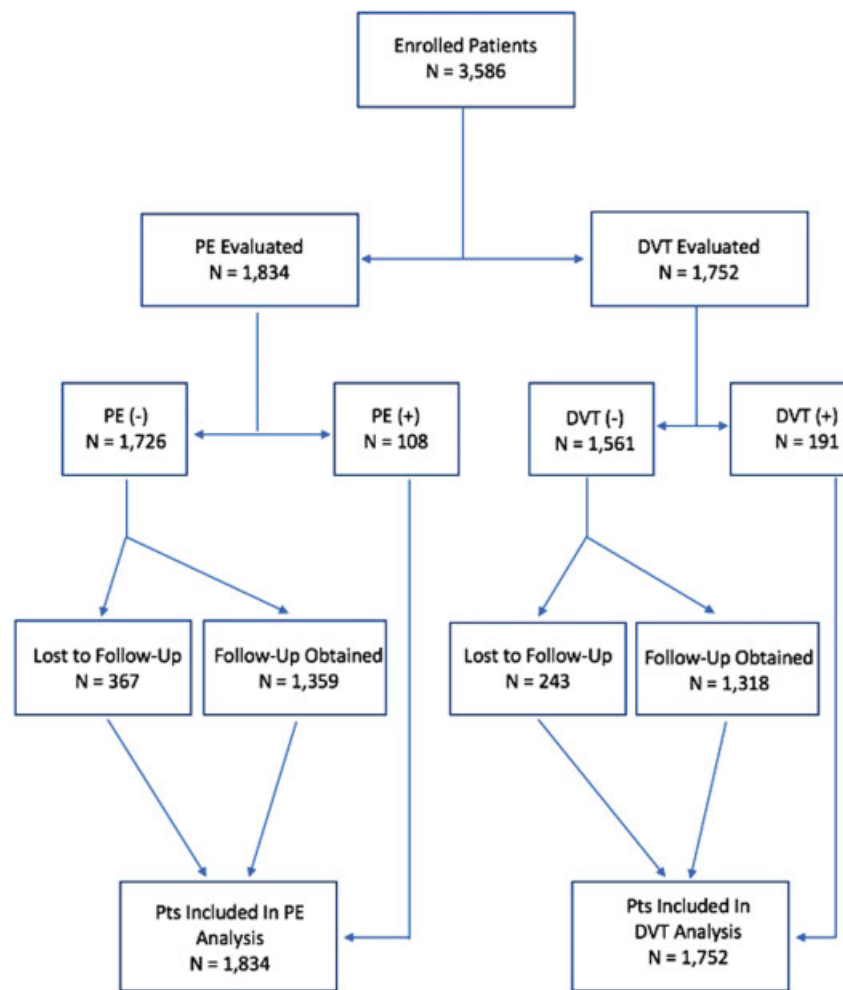 Enrolled Patients
N = 3,586
PE Evaluated
N = 1,834
DVT Evaluated
N = 1,752
PE (-)
N = 1,726
PE (+)
N = 108
DVT (-)
N = 1,561
DVT (+)
N = 191
Lost to Follow-Up
N = 367
Follow-Up Obtained
N = 1,359
Lost to Follow-Up
N = 243
Follow-Up Obtained
N = 1,318
Pts Included In PE
Analysis
N = 1,834
Pts Included In
DVT Analysis
N = 1,752